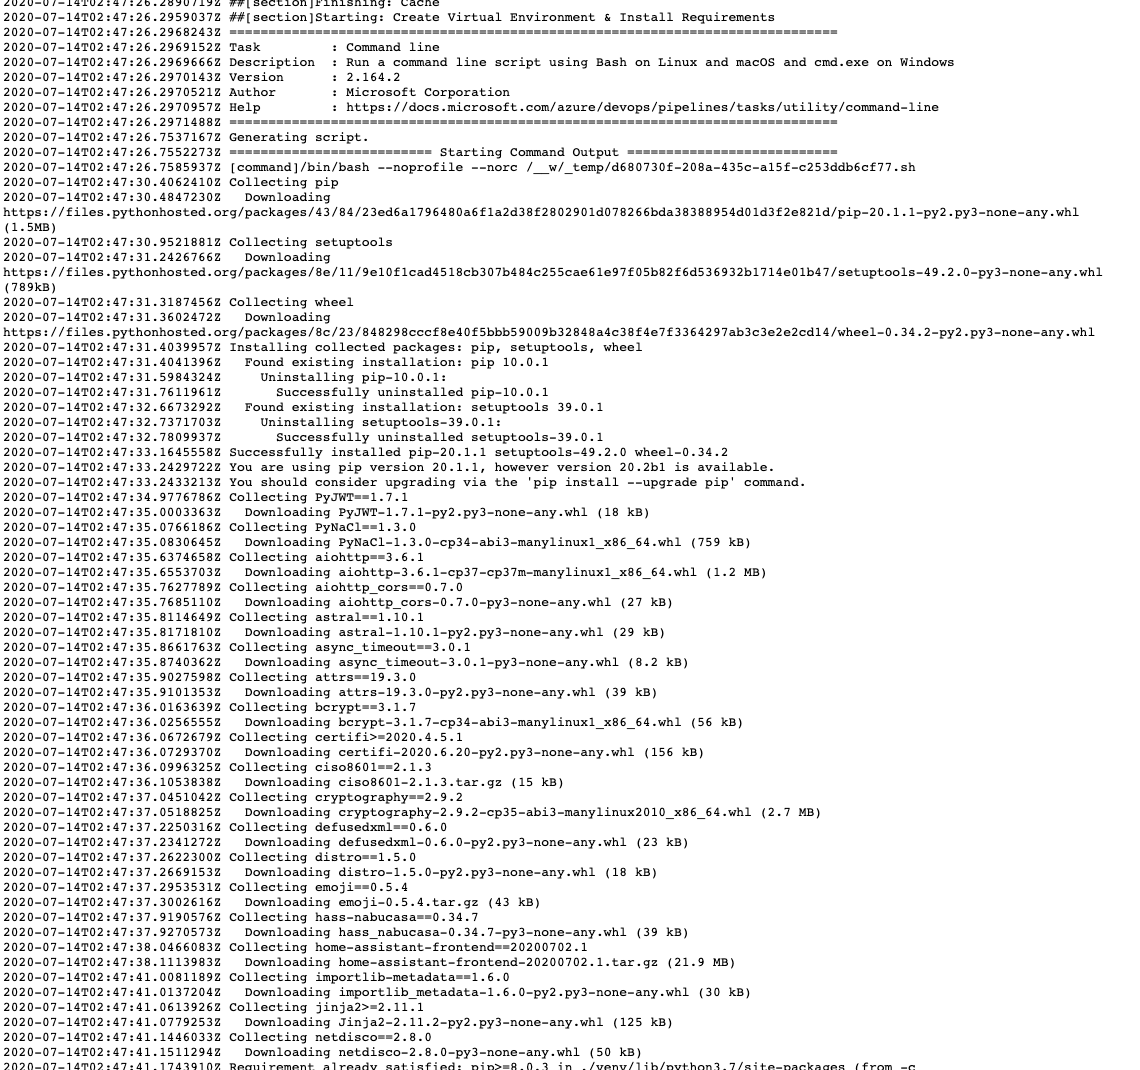 2020-07-14T02:47:26.2890719Z ##[section]Finishing: Cache
2020-07-14T02:47:26.2959037Z ##[section]Starting: Create Virtual Environment & Install Requirements
2020-07-14T02:47:26.2968243Z ==============================================================================
2020-07-14T02:47:26.2969152Z Task         : Command line
2020-07-14T02:47:26.2969666Z Description  : Run a command line script using Bash on Linux and macOS and cmd.exe on Windows
2020-07-14T02:47:26.2970143Z Version      : 2.164.2
2020-07-14T02:47:26.2970521Z Author       : Microsoft Corporation
2020-07-14T02:47:26.2970957Z Help         : https://docs.microsoft.com/azure/devops/pipelines/tasks/utility/command-line
2020-07-14T02:47:26.2971488Z ==============================================================================
2020-07-14T02:47:26.7537167Z Generating script.
2020-07-14T02:47:26.7552273Z ========================== Starting Command Output ===========================
2020-07-14T02:47:26.7585937Z [command]/bin/bash --noprofile --norc /__w/_temp/d680730f-208a-435c-a15f-c253ddb6cf77.sh
2020-07-14T02:47:30.4062410Z Collecting pip
2020-07-14T02:47:30.4847230Z   Downloading
https://files.pythonhosted.org/packages/43/84/23ed6a1796480a6f1a2d38f2802901d078266bda38388954d01d3f2e821d/pip-20.1.1-py2.py3-none-any.whl
(1.5MB)
2020-07-14T02:47:30.9521881Z Collecting setuptools
2020-07-14T02:47:31.2426766Z   Downloading
https://files.pythonhosted.org/packages/8e/11/9e10f1cad4518cb307b484c255cae61e97f05b82f6d536932b1714e01b47/setuptools-49.2.0-py3-none-any.whl
(789kB)
2020-07-14T02:47:31.3187456Z Collecting wheel
2020-07-14T02:47:31.3602472Z   Downloading
https://files.pythonhosted.org/packages/8c/23/848298cccf8e40f5bbb59009b32848a4c38f4e7f3364297ab3c3e2e2cd14/wheel-0.34.2-py2.py3-none-any.whl
2020-07-14T02:47:31.4039957Z Installing collected packages: pip, setuptools, wheel
2020-07-14T02:47:31.4041396Z   Found existing installation: pip 10.0.1
2020-07-14T02:47:31.5984324Z     Uninstalling pip-10.0.1:
2020-07-14T02:47:31.7611961Z       Successfully uninstalled pip-10.0.1
2020-07-14T02:47:32.6673292Z   Found existing installation: setuptools 39.0.1
2020-07-14T02:47:32.7371703Z     Uninstalling setuptools-39.0.1:
2020-07-14T02:47:32.7809937Z       Successfully uninstalled setuptools-39.0.1
2020-07-14T02:47:33.1645558Z Successfully installed pip-20.1.1 setuptools-49.2.0 wheel-0.34.2
2020-07-14T02:47:33.2429722Z You are using pip version 20.1.1, however version 20.2b1 is available.
2020-07-14T02:47:33.2433213Z You should consider upgrading via the 'pip install --upgrade pip' command.
2020-07-14T02:47:34.9776786Z Collecting PyJWT==1.7.1
2020-07-14T02:47:35.0003363Z   Downloading PyJWT-1.7.1-py2.py3-none-any.whl (18 kB)
2020-07-14T02:47:35.0766186Z Collecting PyNaCl==1.3.0
2020-07-14T02:47:35.0830645Z   Downloading PyNaCl-1.3.0-cp34-abi3-manylinux1_x86_64.whl (759 kB)
2020-07-14T02:47:35.6374658Z Collecting aiohttp==3.6.1
2020-07-14T02:47:35.6553703Z   Downloading aiohttp-3.6.1-cp37-cp37m-manylinux1_x86_64.whl (1.2 MB)
2020-07-14T02:47:35.7627789Z Collecting aiohttp_cors==0.7.0
2020-07-14T02:47:35.7685110Z   Downloading aiohttp_cors-0.7.0-py3-none-any.whl (27 kB)
2020-07-14T02:47:35.8114649Z Collecting astral==1.10.1
2020-07-14T02:47:35.8171810Z   Downloading astral-1.10.1-py2.py3-none-any.whl (29 kB)
2020-07-14T02:47:35.8661763Z Collecting async_timeout==3.0.1
2020-07-14T02:47:35.8740362Z   Downloading async_timeout-3.0.1-py3-none-any.whl (8.2 kB)
2020-07-14T02:47:35.9027598Z Collecting attrs==19.3.0
2020-07-14T02:47:35.9101353Z   Downloading attrs-19.3.0-py2.py3-none-any.whl (39 kB)
2020-07-14T02:47:36.0163639Z Collecting bcrypt==3.1.7
2020-07-14T02:47:36.0256555Z   Downloading bcrypt-3.1.7-cp34-abi3-manylinux1_x86_64.whl (56 kB)
2020-07-14T02:47:36.0672679Z Collecting certifi>=2020.4.5.1
2020-07-14T02:47:36.0729370Z   Downloading certifi-2020.6.20-py2.py3-none-any.whl (156 kB)
2020-07-14T02:47:36.0996325Z Collecting ciso8601==2.1.3
2020-07-14T02:47:36.1053838Z   Downloading ciso8601-2.1.3.tar.gz (15 kB)
2020-07-14T02:47:37.0451042Z Collecting cryptography==2.9.2
2020-07-14T02:47:37.0518825Z   Downloading cryptography-2.9.2-cp35-abi3-manylinux2010_x86_64.whl (2.7 MB)
2020-07-14T02:47:37.2250316Z Collecting defusedxml==0.6.0
2020-07-14T02:47:37.2341272Z   Downloading defusedxml-0.6.0-py2.py3-none-any.whl (23 kB)
2020-07-14T02:47:37.2622300Z Collecting distro==1.5.0
2020-07-14T02:47:37.2669153Z   Downloading distro-1.5.0-py2.py3-none-any.whl (18 kB)
2020-07-14T02:47:37.2953531Z Collecting emoji==0.5.4
2020-07-14T02:47:37.3002616Z   Downloading emoji-0.5.4.tar.gz (43 kB)
2020-07-14T02:47:37.9190576Z Collecting hass-nabucasa==0.34.7
2020-07-14T02:47:37.9270573Z   Downloading hass_nabucasa-0.34.7-py3-none-any.whl (39 kB)
2020-07-14T02:47:38.0466083Z Collecting home-assistant-frontend==20200702.1
2020-07-14T02:47:38.1113983Z   Downloading home-assistant-frontend-20200702.1.tar.gz (21.9 MB)
2020-07-14T02:47:41.0081189Z Collecting importlib-metadata==1.6.0
2020-07-14T02:47:41.0137204Z   Downloading importlib_metadata-1.6.0-py2.py3-none-any.whl (30 kB)
2020-07-14T02:47:41.0613926Z Collecting jinja2>=2.11.1
2020-07-14T02:47:41.0779253Z   Downloading Jinja2-2.11.2-py2.py3-none-any.whl (125 kB)
2020-07-14T02:47:41.1446033Z Collecting netdisco==2.8.0
2020-07-14T02:47:41.1511294Z   Downloading netdisco-2.8.0-py3-none-any.whl (50 kB)
2020-07-14T02:47:41.1743910Z Requirement already satisfied: pip>=8.0.3 in ./venv/lib/python3.7/site-packages (from -c